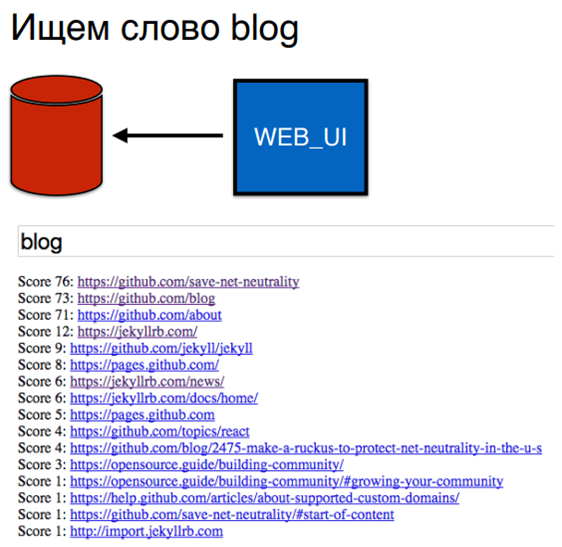 Ищем слово blog
WEB_UI
blog
Score 76: https://github.com/save-net-neutrality
Score 73: https://github.com/blog
Score 71: https://github.com/about
Score 12: https://jekyllrb.com/
Score 9: https://github.com/jekyll/jekyll
Score 8: https://pages.github.com/
Score 6: https://jekyllrb.com/news/
Score 6: https://jekyllrb.com/docs/home/
Score 5: https://pages.github.com
Score 4: https://github.com/topics/react
Score 4: https://github.com/blog/2475-make-a-ruckus-to-protect-net-neutrality-in-the-u-s
Score 3: https://opensource.guide/building-community/
Score 1: https://opensource.guide/building-community/#growing-your-community
Score 1: https://help.github.com/articles/about-supported-custom-domains/
Score 1: https://github.com/save-net-neutrality/#start-of-content
Score 1: http://import.jekyllrb.com